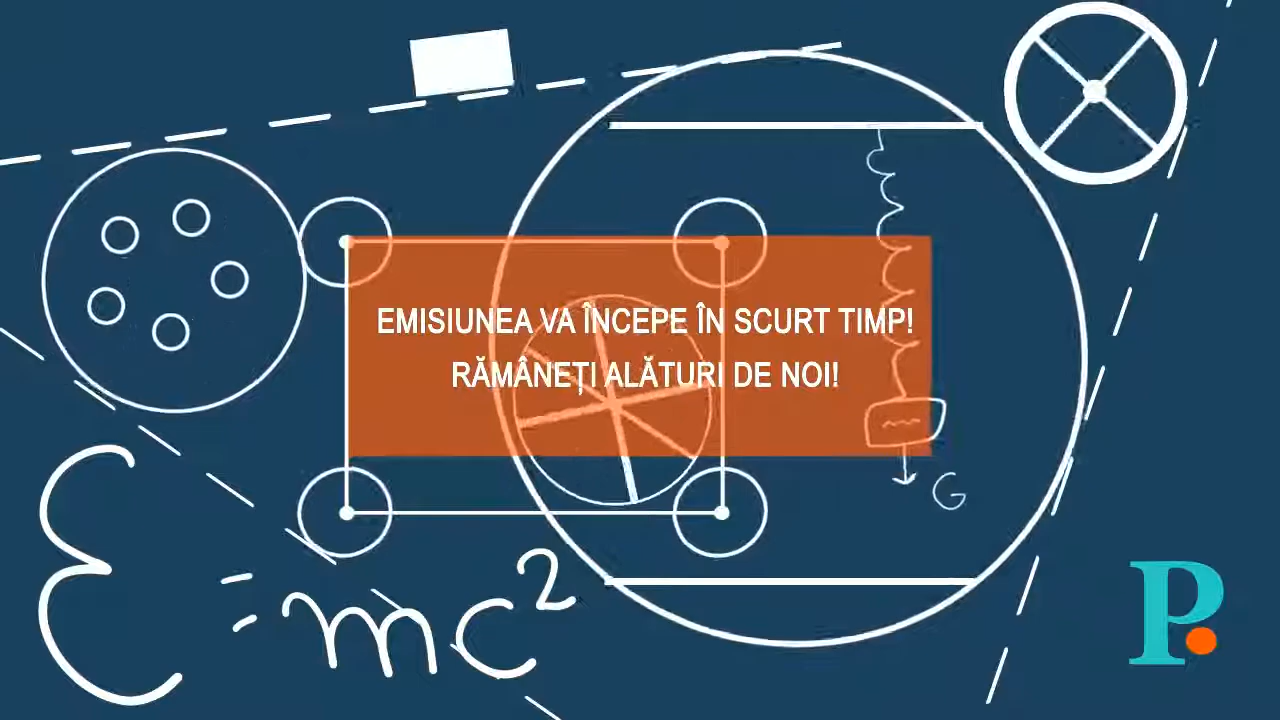 EMISIUNEA VA ÎNCEPE ÎN SCURT TIMP!
RĂMÂNEȚI ALĂTURI DE NOI!
G
Ɛ = mc²
P.